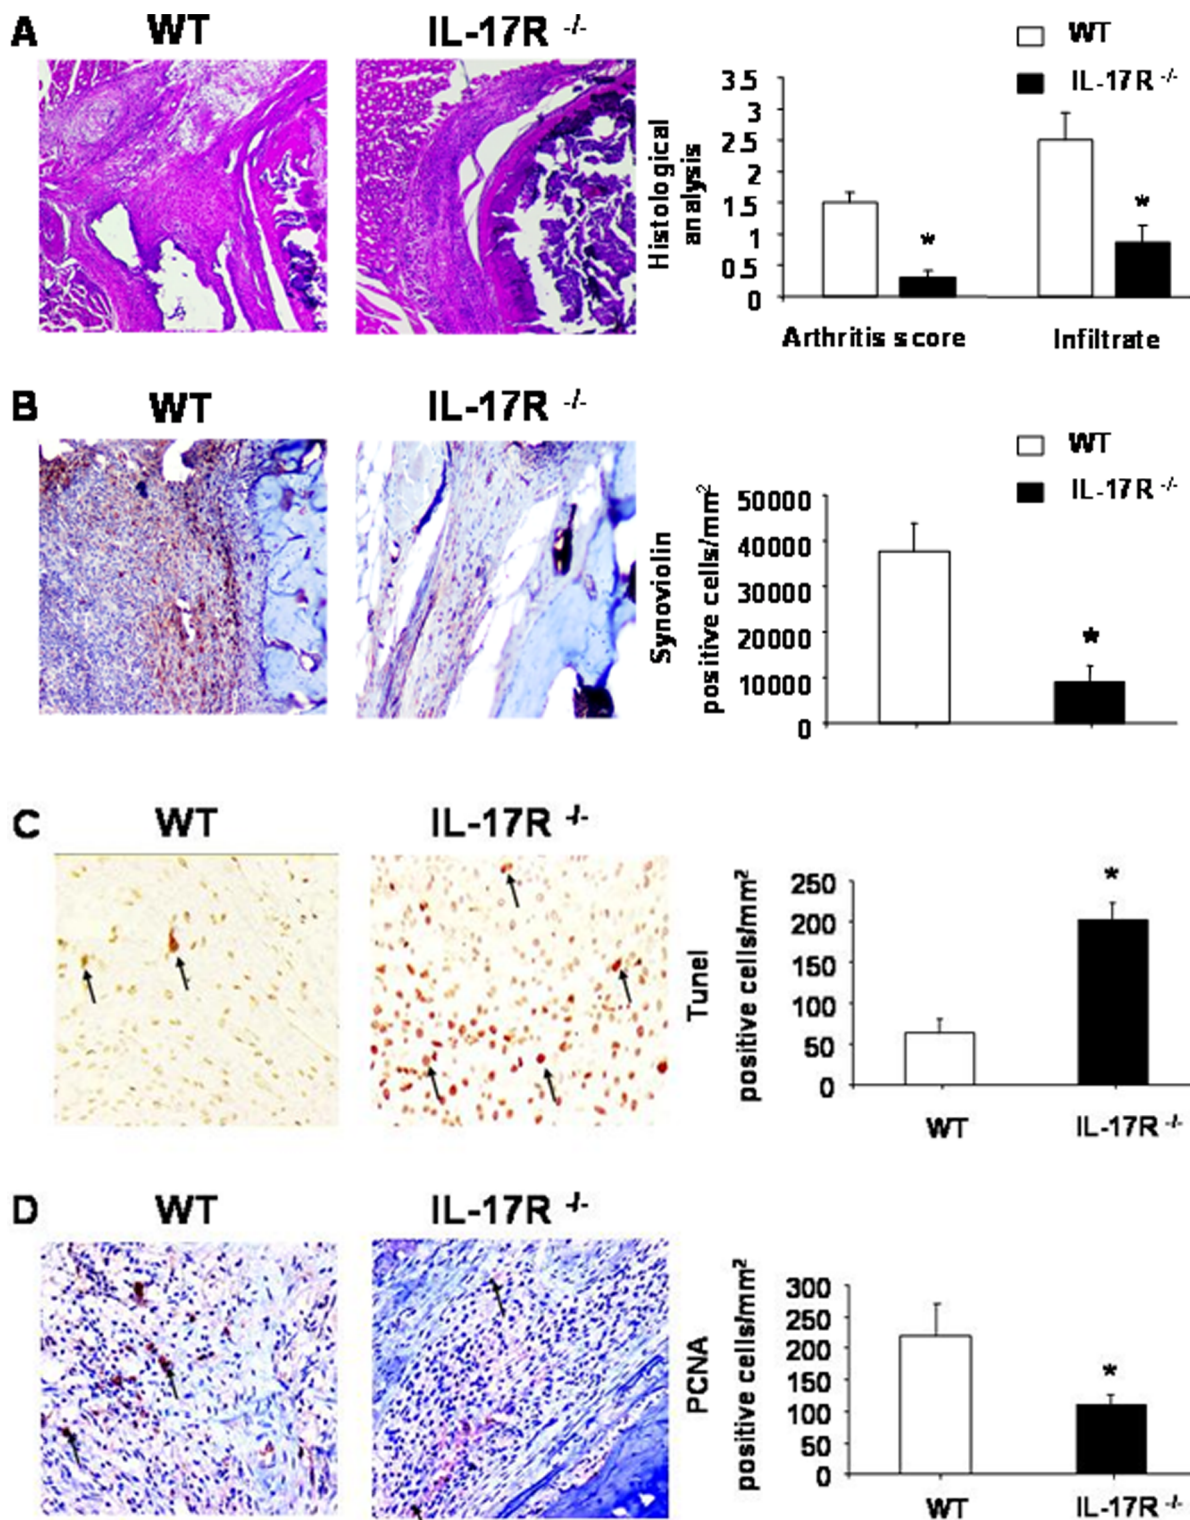 A
WT
IL-17R -/-
WT
IL-17R -/-
Histological
analysis
3.5
3
2.5
2
1.5
1
0.5
0
*
*
Arthritis score
Infiltrate
B
WT
IL-17R -/-
WT
IL-17R -/-
Synoviolin
positive cells/mm²
50000
40000
30000
20000
10000
0
*
C
WT
IL-17R -/-
Tunel
positive cells/mm²
250
200
150
100
50
0
*
WT
IL-17R -/-
D
WT
IL-17R -/-
PCNA
positive cells/mm²
300
250
200
150
100
50
0
*
WT
IL-17R -/-